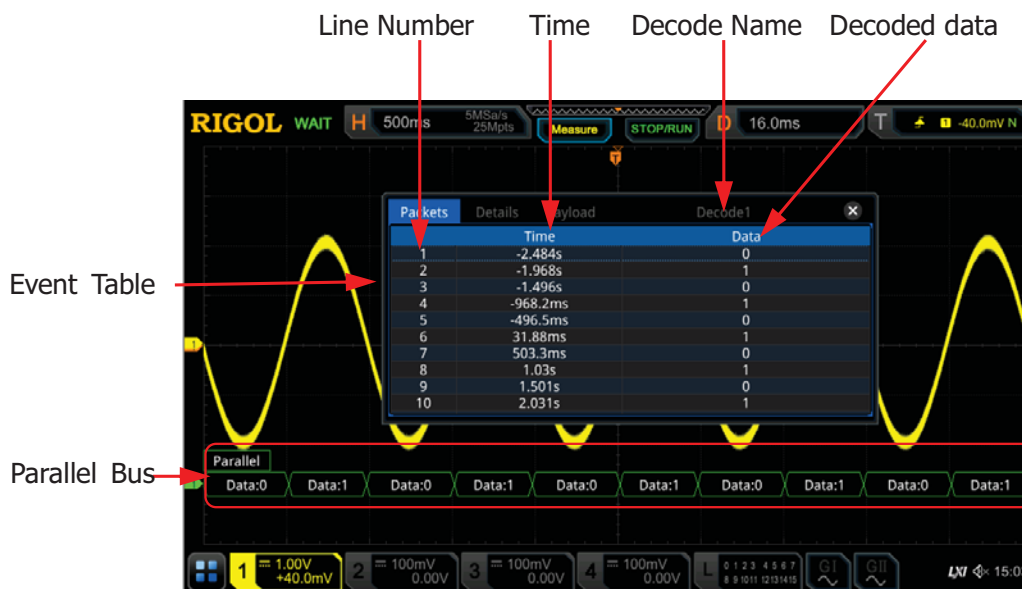 Line Number Time Decode Name Decoded data
RIGOL WAIT H 500ms 5MSa/s 25Mpts Measure STOP/RUN D 16.0ms T 1 -40.0mV N
T
Packets Details Payload Decode1
Time Data
1 -2.484s 0
2 -1.968s 1
3 -1.496s 0
Event Table
4 -968.2ms 1
5 -496.5ms 0
6 31.88ms 1
7 503.3ms 0
8 1.03s 1
9 1.501s 0
10 2.031s 1
1
Parallel
Parallel Bus
Data:0 Data:1 Data:0 Data:1 Data:0 Data:1 Data:0 Data:1 Data:0 Data:1
1 1.00V +40.0mV 2 100mV 0.00V 3 100mV 0.00V 4 100mV 0.00V L 0 1 2 3 4 5 6 7 8 9 10 11 12 13 14 15 GI GII LXI 15:03